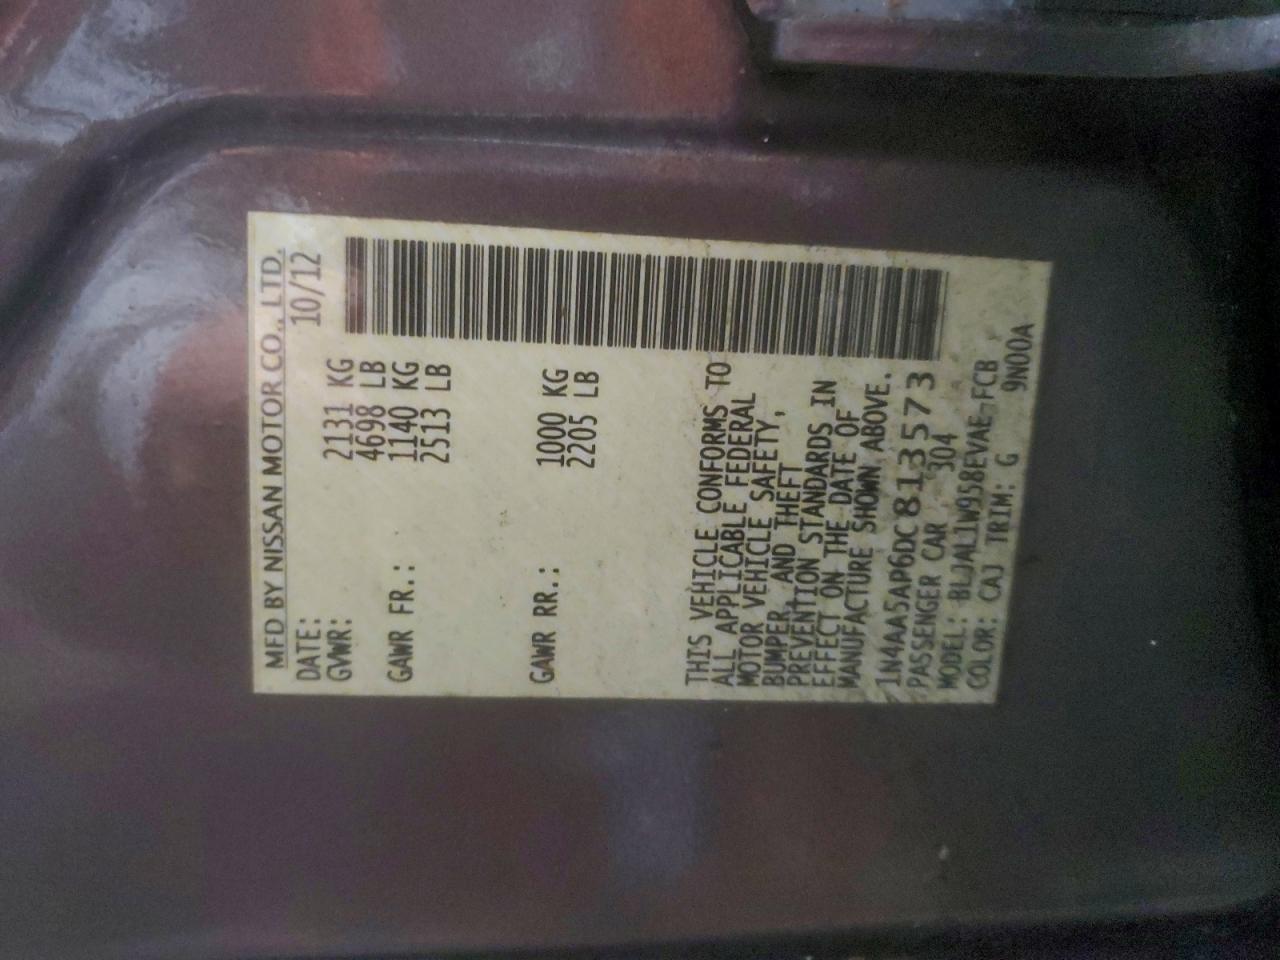 MFD BY NISSAN MOTOR CO., LTD.
DATE: 10/12
GVWR: 2131 KG
4698 LB
GAWR FR.: 1140 KG
2513 LB
GAWR RR.: 1000 KG
2205 LB
THIS VEHICLE CONFORMS TO
ALL APPLICABLE FEDERAL
MOTOR VEHICLE SAFETY,
BUMPER, AND THEFT
PREVENTION STANDARDS IN
EFFECT ON THE DATE OF
MANUFACTURE SHOWN ABOVE.
1N4AA5AP6DC813573
PASSENGER CAR 304
MODEL: BLJAL1W958EVAE-FCB
COLOR: CAJ TRIM: G 9N00A